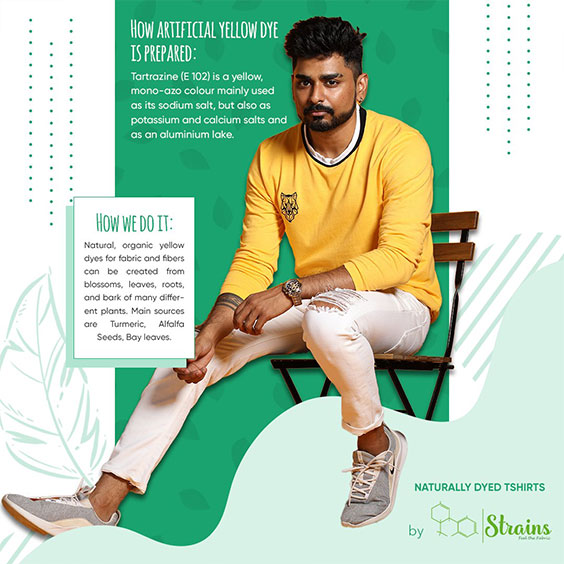 How artificial yellow dye
is prepared:
Tartrazine (E 102) is a yellow,
mono-azo colour mainly used
as its sodium salt, but also as
potassium and calcium salts and
as an aluminium lake.
How we do it:
Natural, organic yellow
dyes for fabric and fibers
can be created from
blossoms, leaves, roots,
and bark of many differ-
ent plants. Main sources
are Turmeric, Alfalfa
Seeds, Bay leaves.
NATURALLY DYED TSHIRTS
by Strains